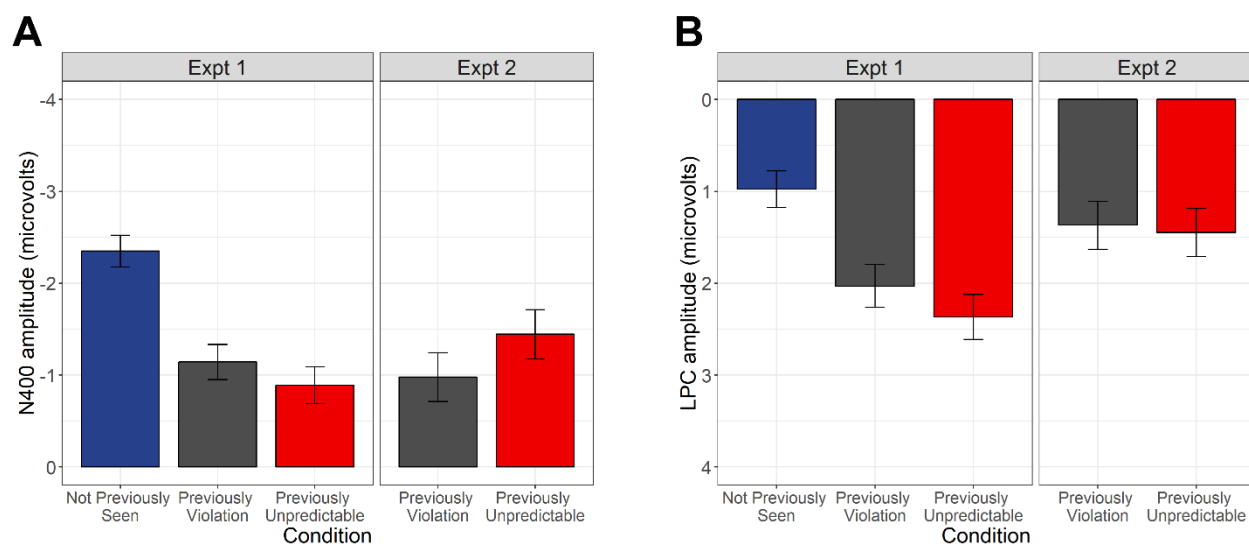 A
Expt 1
Expt 2
N400 amplitude (microvolts)
-4
-3
-2
-1
0
Not Previously
Seen
Previously
Violation
Previously
Unpredictable
Previously
Violation
Previously
Unpredictable
Condition
B
Expt 1
Expt 2
LPC amplitude (microvolts)
0
1
2
3
4
Not Previously
Seen
Previously
Violation
Previously
Unpredictable
Previously
Violation
Previously
Unpredictable
Condition